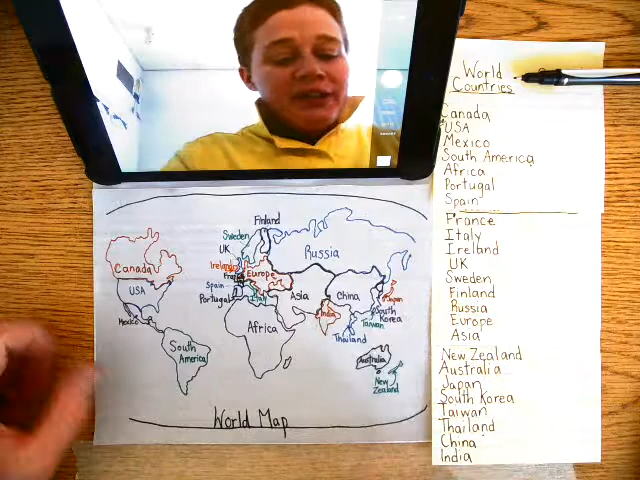 World
Countries
Canada
USA
Mexico
South America
Africa
Portugal
Spain
France
Italy
Ireland
UK
Sweden
Finland
Russia
Europe
Asia
New Zealand
Australia
Japan
South Korea
Taiwan
Thailand
China
India
Finland
Sweden
UK
Russia
Ireland
Canada
Europe
USA
Spain
Asia
China
Japan
Portugal
Italy
India
South
Korea
Mexico
Africa
Taiwan
Thailand
South
America
Australia
New
Zealand
World Map